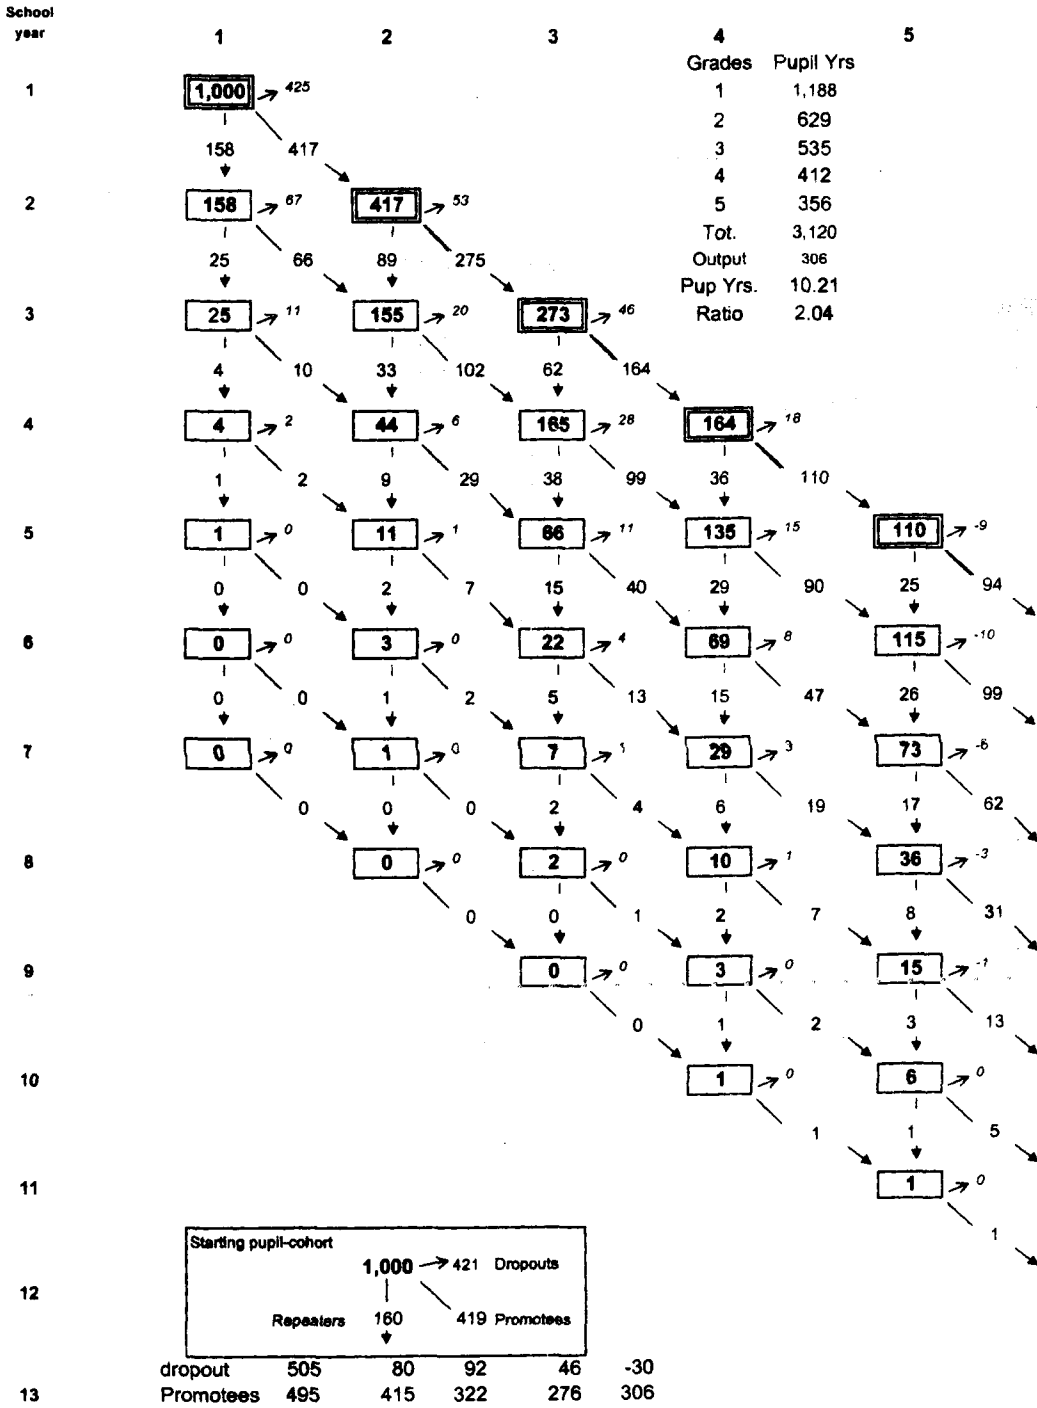 School
year 1 2 3 4 5
Grades Pupil Yrs
1 1,000 425 1 1,188
2 629
158 417 3 535
4 412
2 158 67 417 53 5 356
Tot. 3,120
25 66 89 275 Output 306
Pup Yrs. 10.21
3 25 11 155 20 273 46 Ratio 2.04
4 10 33 102 62 164
4 4 2 44 6 165 28 164 18
1 2 9 29 38 99 36 110
5 1 0 11 1 66 11 135 15 110 -9
0 0 2 7 15 40 29 90 25 94
6 0 0 3 0 22 4 69 8 115 -10
0 0 1 2 5 13 15 47 26 99
7 0 0 1 0 7 1 29 3 73 -6
0 0 0 2 4 6 19 17 62
8 0 0 2 0 10 1 36 -3
0 0 1 2 7 8 31
9 0 0 3 0 15 -1
0 1 2 3 13
10 1 0 6 0
1 1 5
11 1 0
1
Starting pupil-cohort
1,000 421 Dropouts
12
Repeaters 160 419 Promotees
dropout 505 80 92 46 -30
13 Promotees 495 415 322 276 306